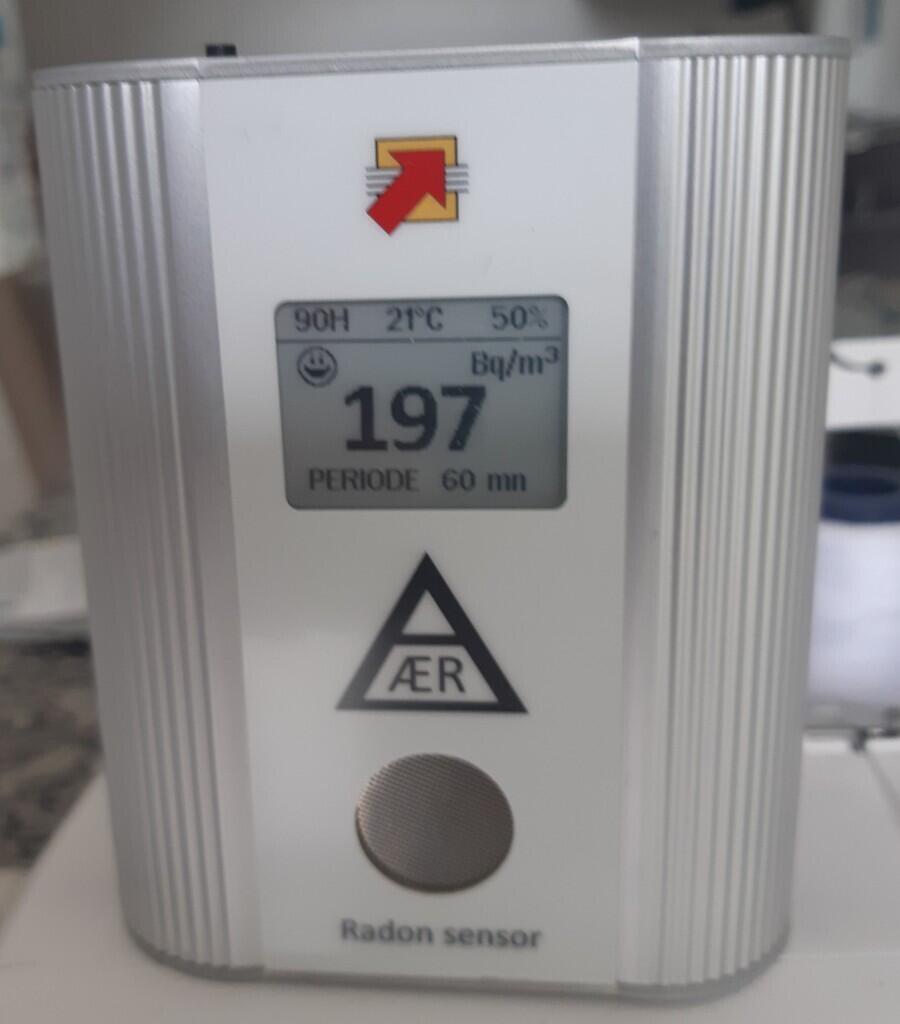 90H 21°C 50%
Bq/m³
197
PERIODE 60 mn
ÆR
Radon sensor